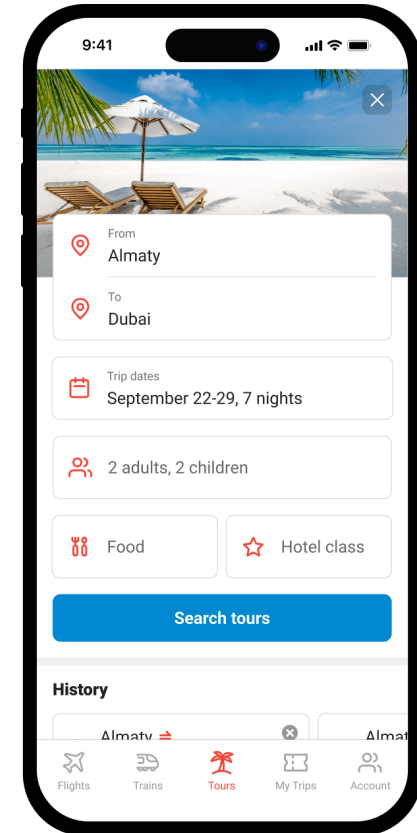 9:41
From
Almaty
To
Dubai
Trip dates
September 22-29, 7 nights
2 adults, 2 children
Food
Hotel class
Search tours
History
Almaty
Almat
Flights
Trains
Tours
My Trips
Account